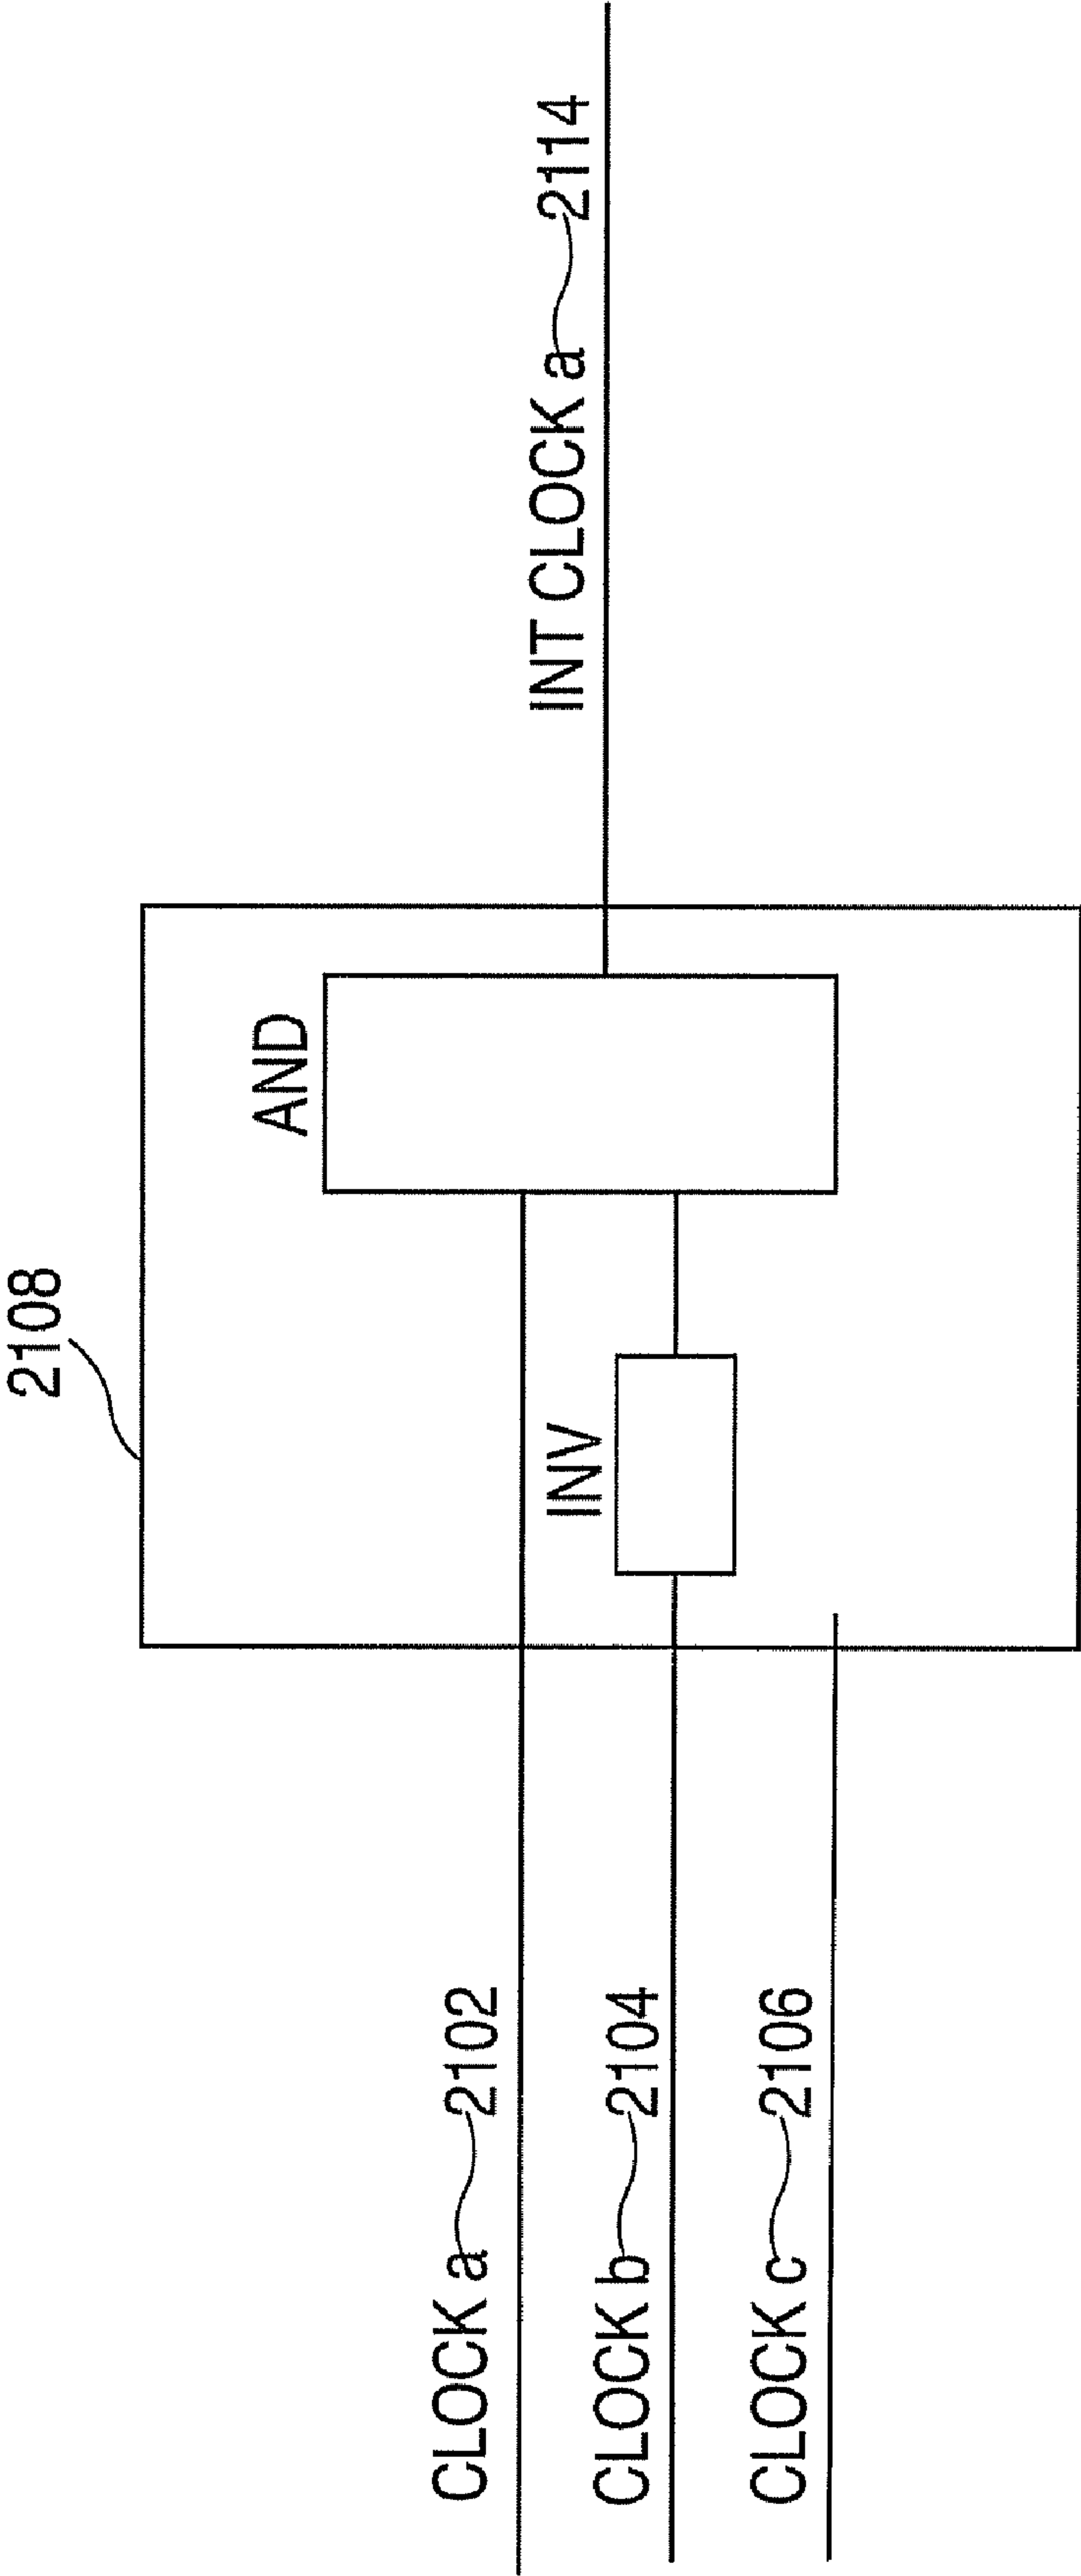 2108
AND
INV
CLOCK a 2102
CLOCK b 2104
CLOCK c 2106
INT CLOCK a 2114